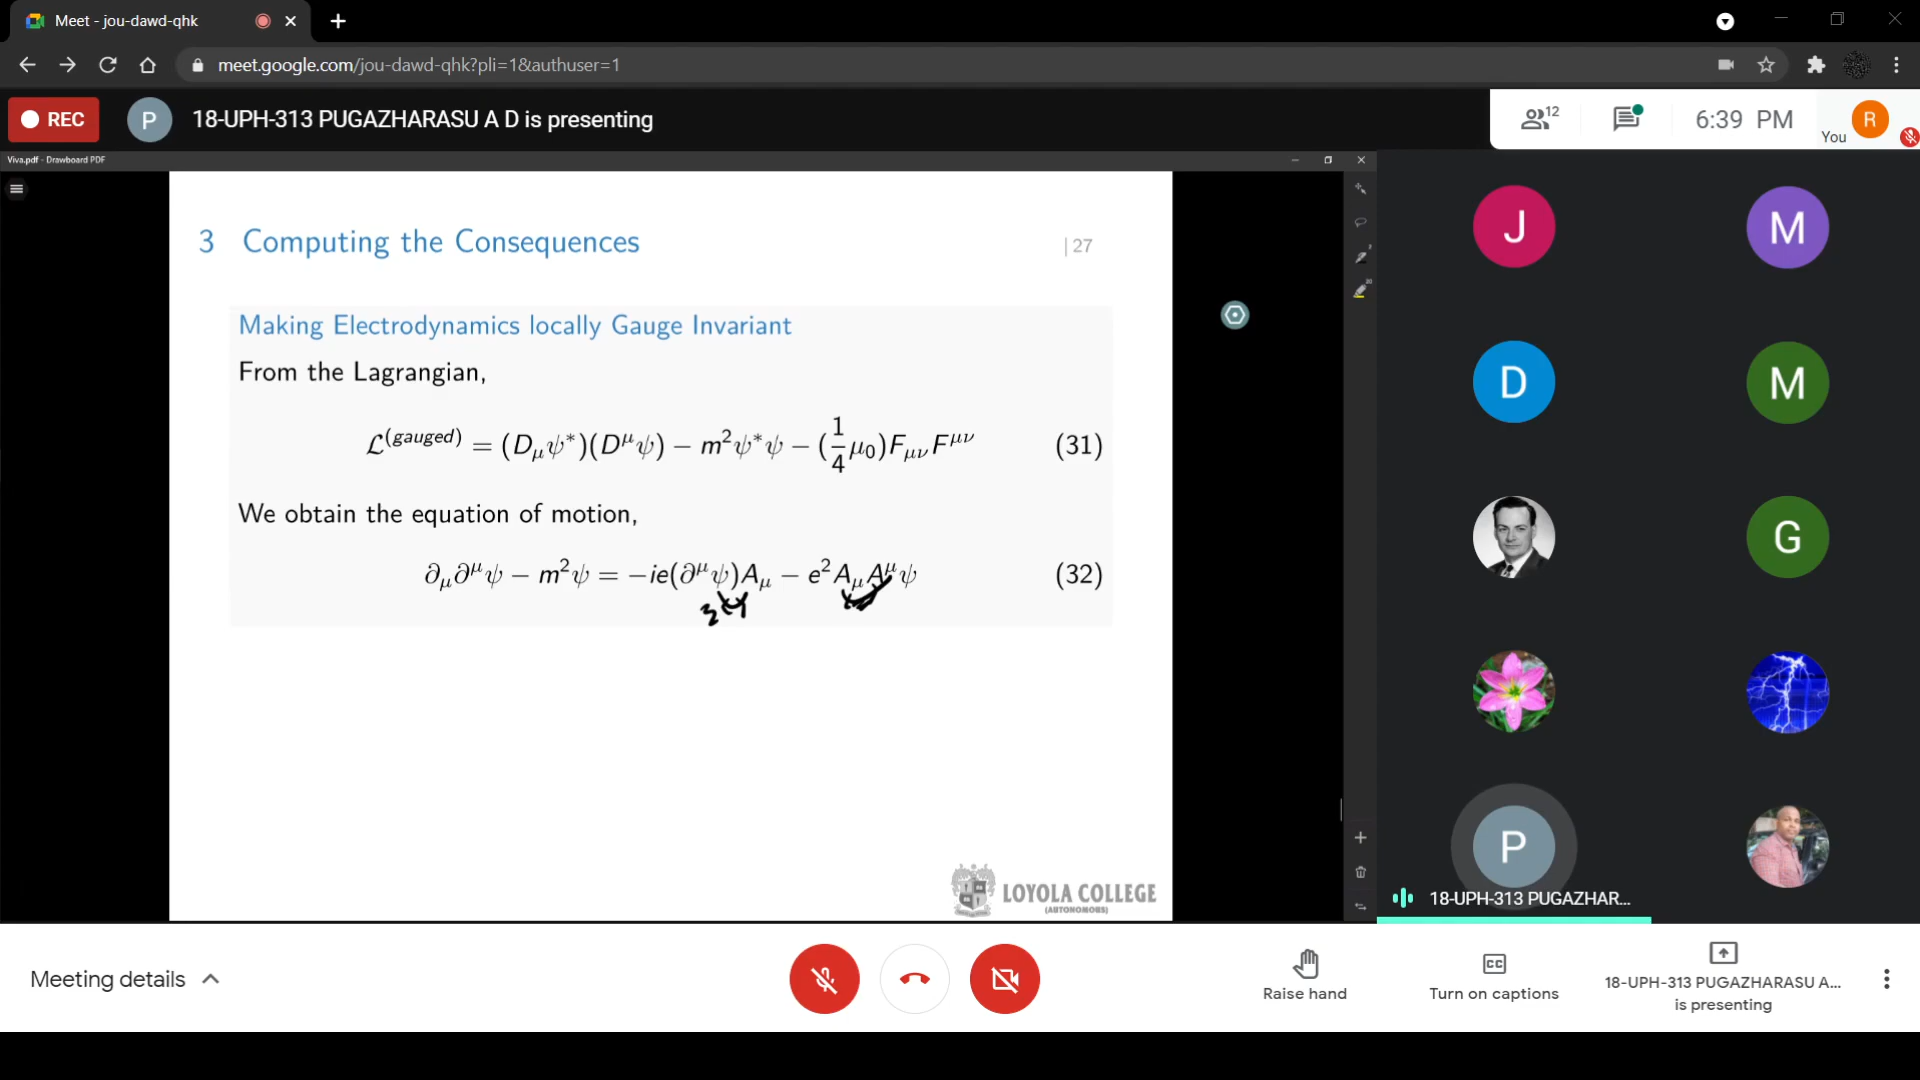 Meet - jou-dawd-qhk
meet.google.com/jou-dawd-qhk?pli=1&authuser=1
REC
P
18-UPH-313 PUGAZHARASU A D is presenting
12
6:39 PM
You
R
Viva.pdf - Drawboard PDF
3 Computing the Consequences
| 27
Making Electrodynamics locally Gauge Invariant
From the Lagrangian,
ℒ^(gauged) = (D_μψ*)(D^μψ) − m²ψ*ψ − (1/4 μ₀)F_μνF^μν (31)
We obtain the equation of motion,
∂_μ∂^μψ − m²ψ = −ie(∂^μψ)A_μ − e²A_μA^μψ (32)
LOYOLA COLLEGE
(AUTONOMOUS)
J
M
D
M
G
P
18-UPH-313 PUGAZHAR...
Meeting details
Raise hand
CC
Turn on captions
18-UPH-313 PUGAZHARASU A...
is presenting